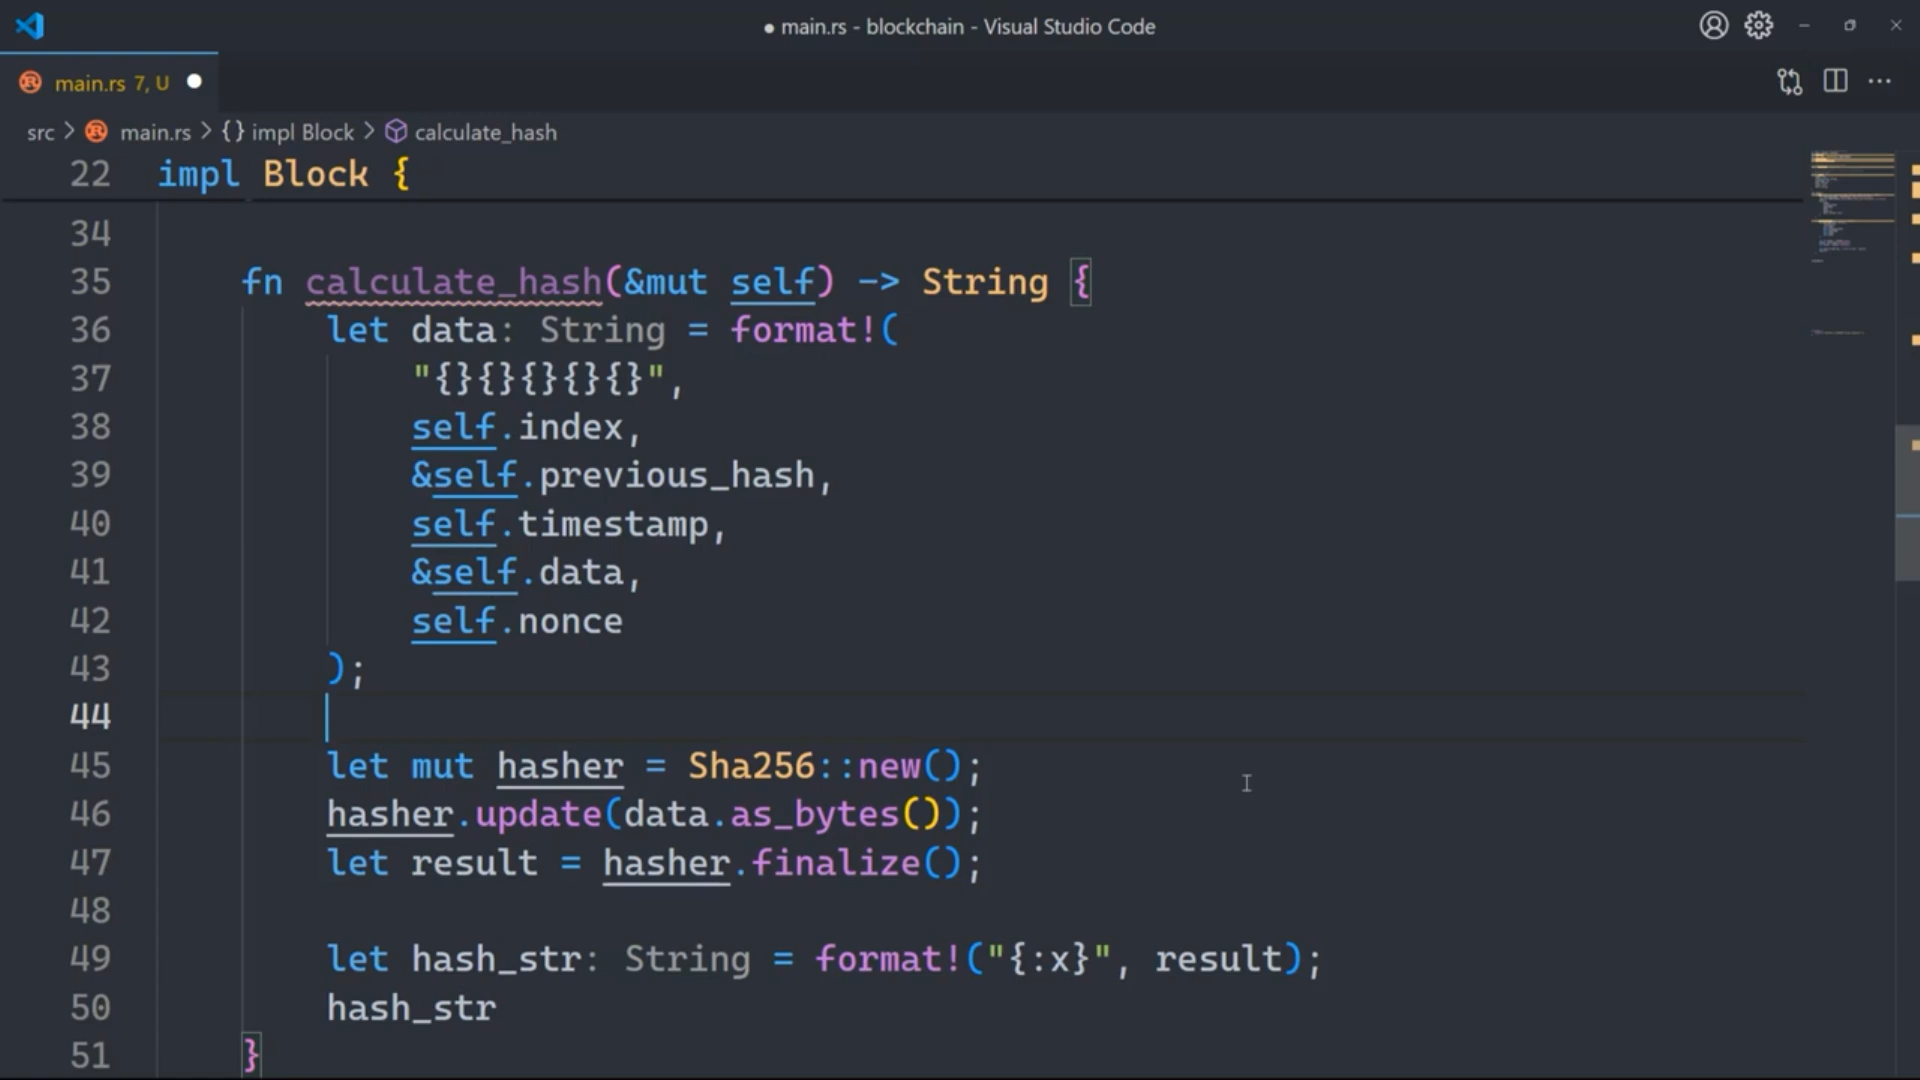 ● main.rs - blockchain - Visual Studio Code
main.rs 7, U ●
src > main.rs > {} impl Block > calculate_hash
22 impl Block {
34
35 fn calculate_hash(&mut self) -> String {
36 let data: String = format!(
37 "{}{}{}{}{}",
38 self.index,
39 &self.previous_hash,
40 self.timestamp,
41 &self.data,
42 self.nonce
43 );
44
45 let mut hasher = Sha256::new();
46 hasher.update(data.as_bytes());
47 let result = hasher.finalize();
48
49 let hash_str: String = format!("{:x}", result);
50 hash_str
51 }